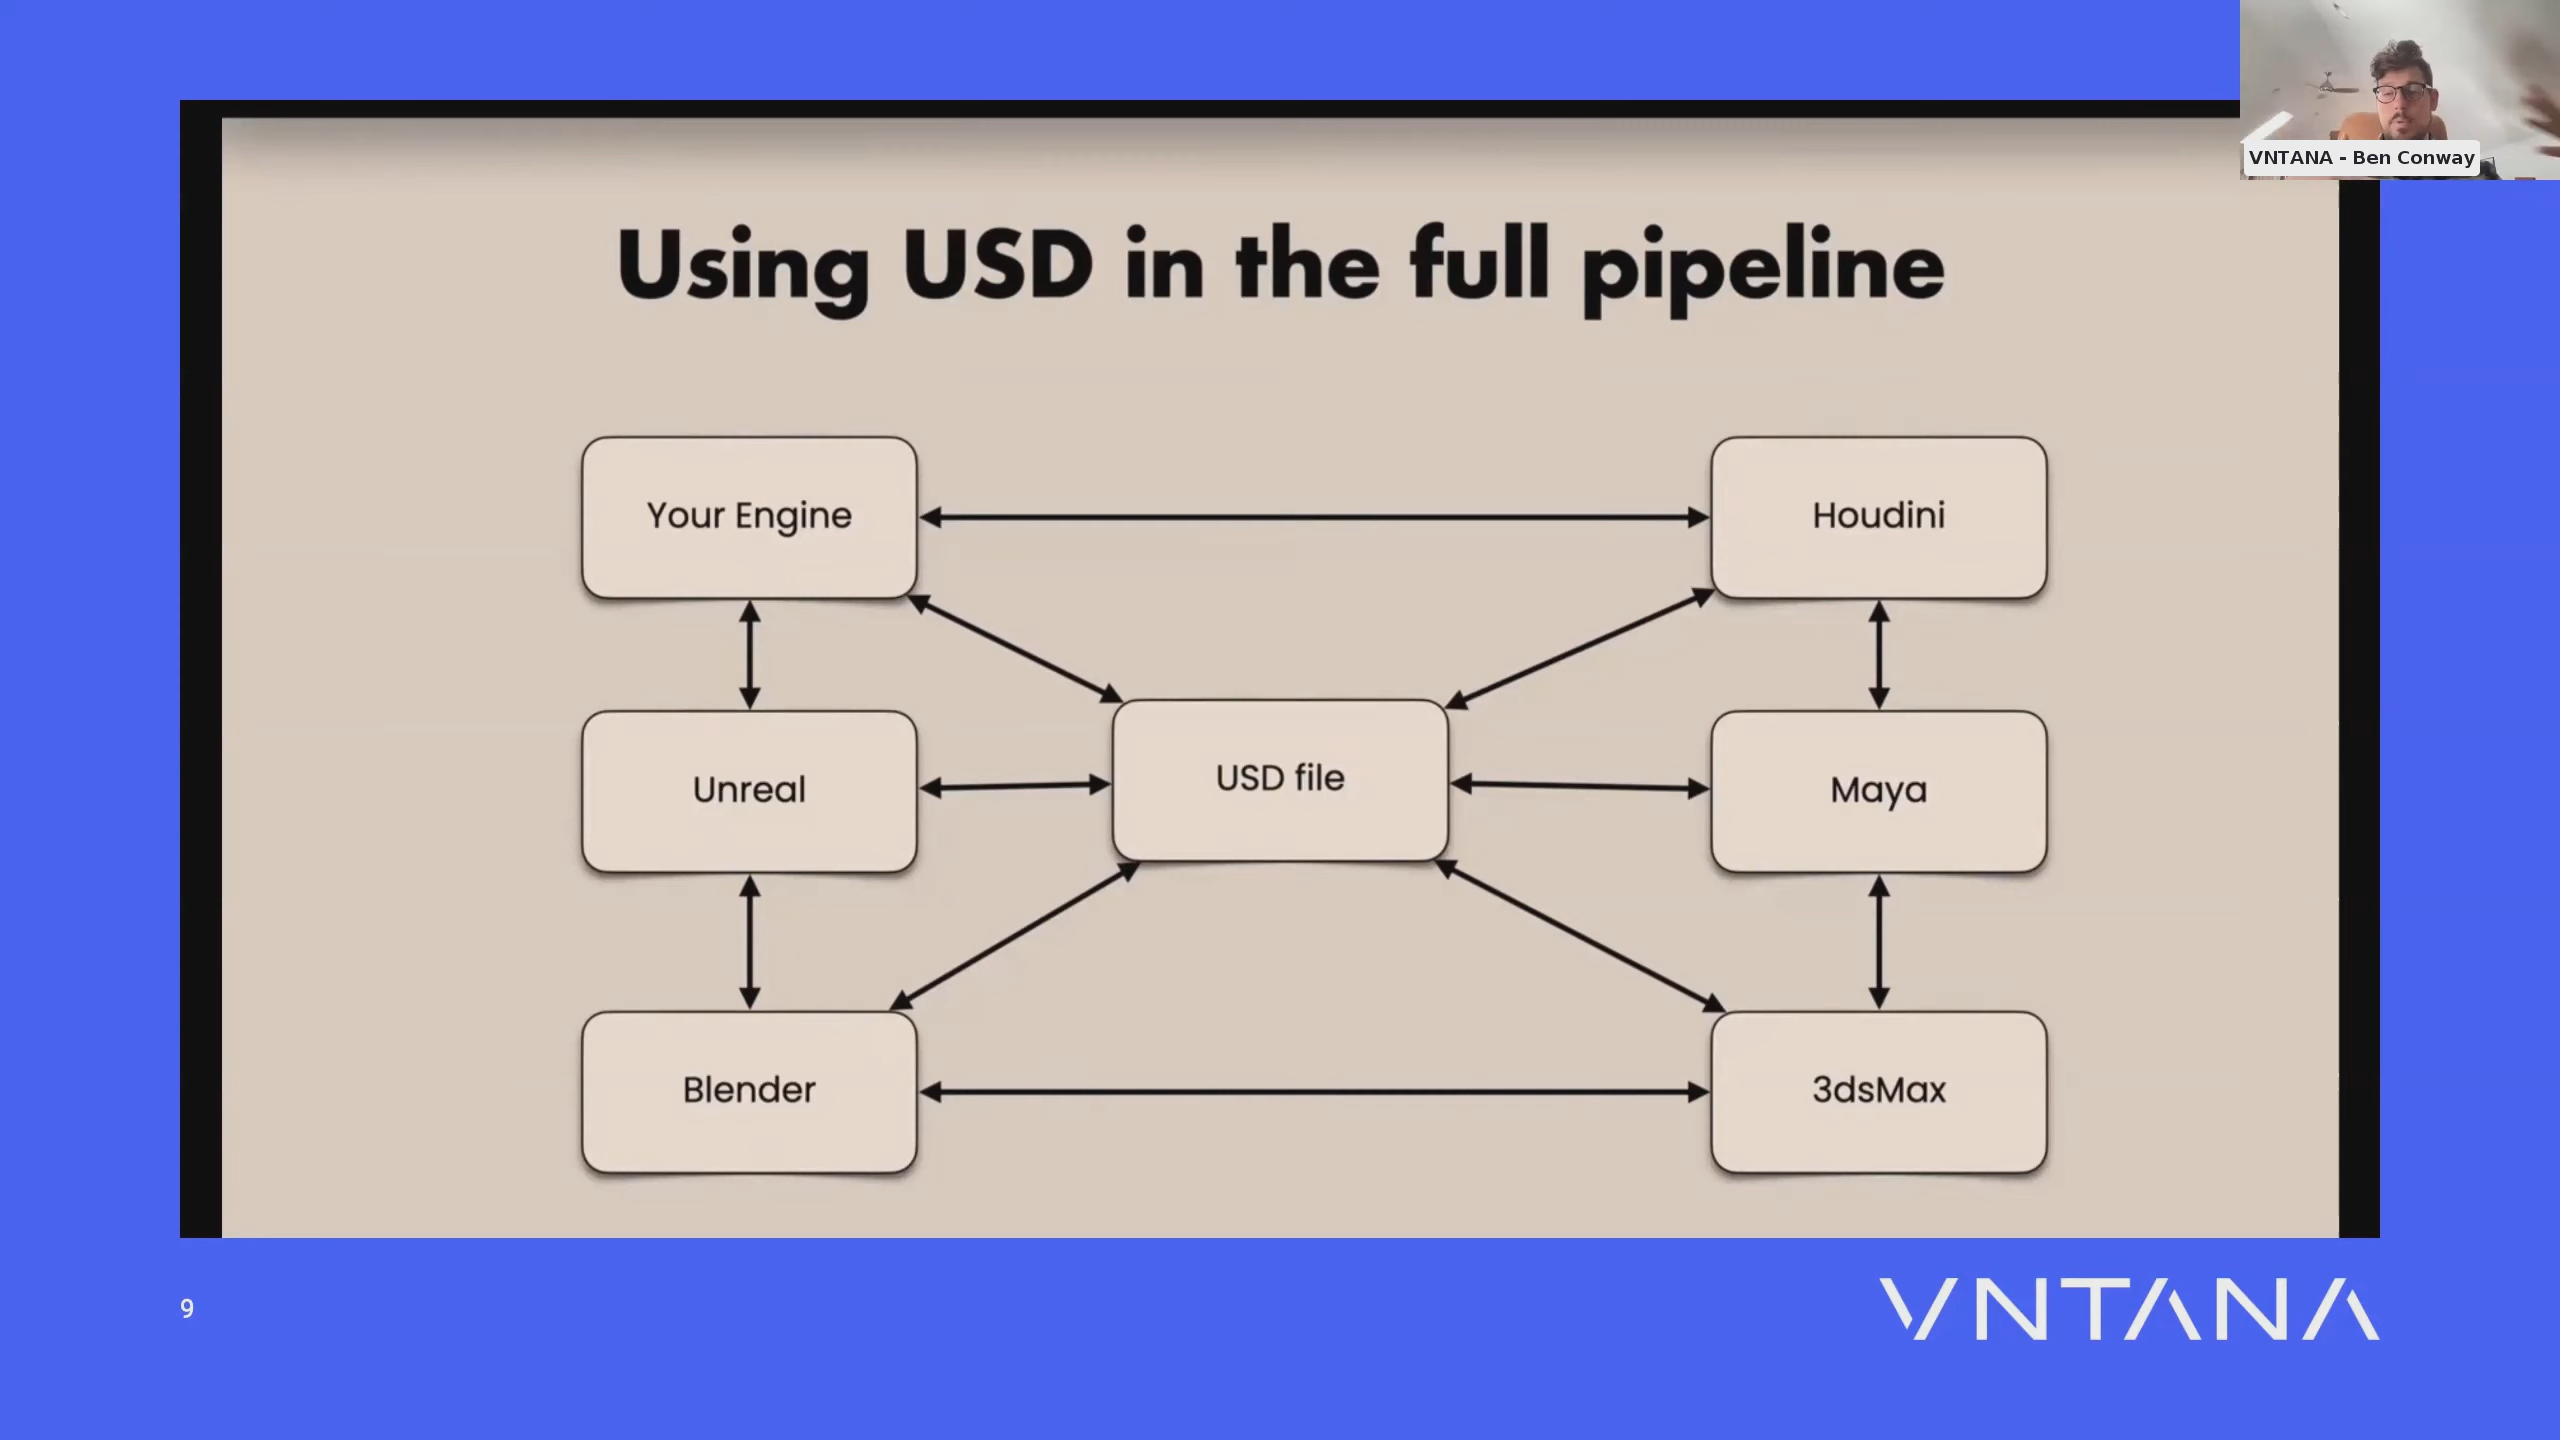 VNTANA - Ben Conway
Using USD in the full pipeline
Your Engine
Houdini
Unreal
USD file
Maya
Blender
3dsMax
9
VNTANA